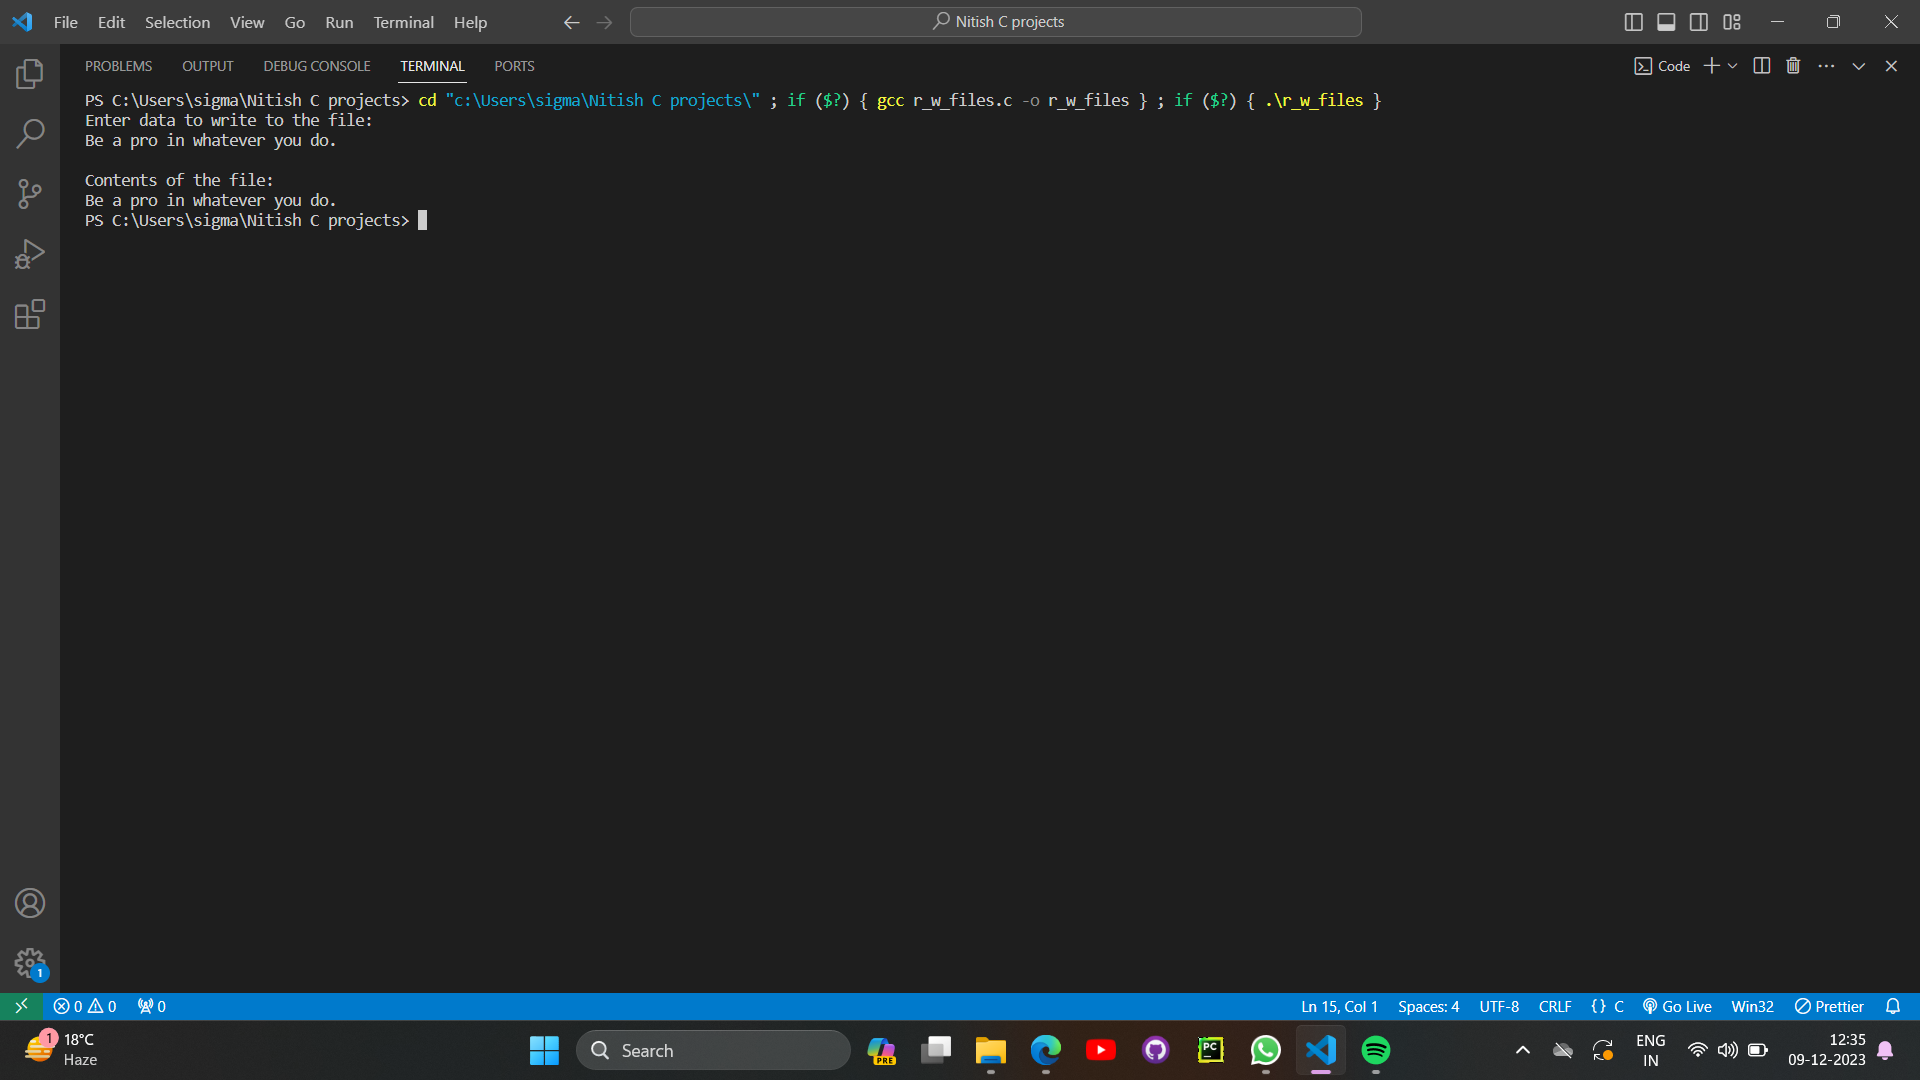 File Edit Selection View Go Run Terminal Help
Nitish C projects
PROBLEMS OUTPUT DEBUG CONSOLE TERMINAL PORTS
Code
PS C:\Users\sigma\Nitish C projects> cd "c:\Users\sigma\Nitish C projects\" ; if ($?) { gcc r_w_files.c -o r_w_files } ; if ($?) { .\r_w_files }
Enter data to write to the file:
Be a pro in whatever you do.
Contents of the file:
Be a pro in whatever you do.
PS C:\Users\sigma\Nitish C projects>
1
0 0 0
Ln 15, Col 1 Spaces: 4 UTF-8 CRLF {} C Go Live Win32 Prettier
1
18°C
Haze
Search
PRE
PC
ENG
IN
12:35
09-12-2023